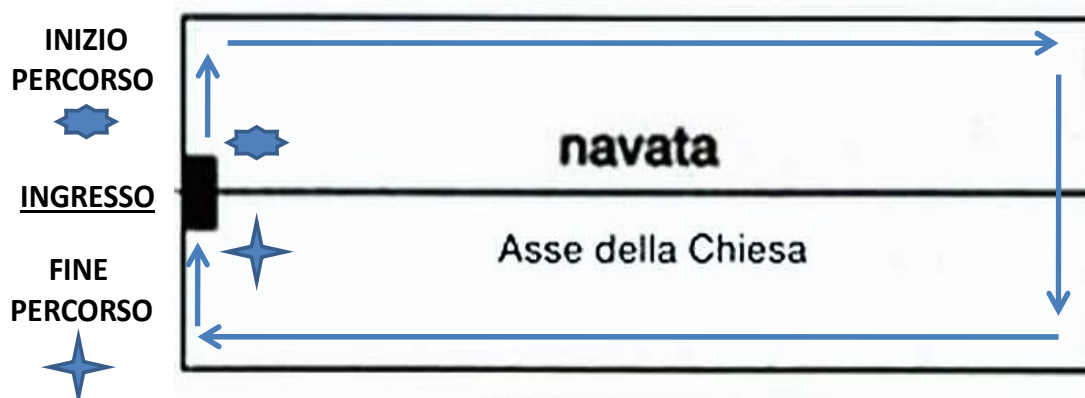 INIZIO
PERCORSO
navata
INGRESSO
Asse della Chiesa
FINE
PERCORSO